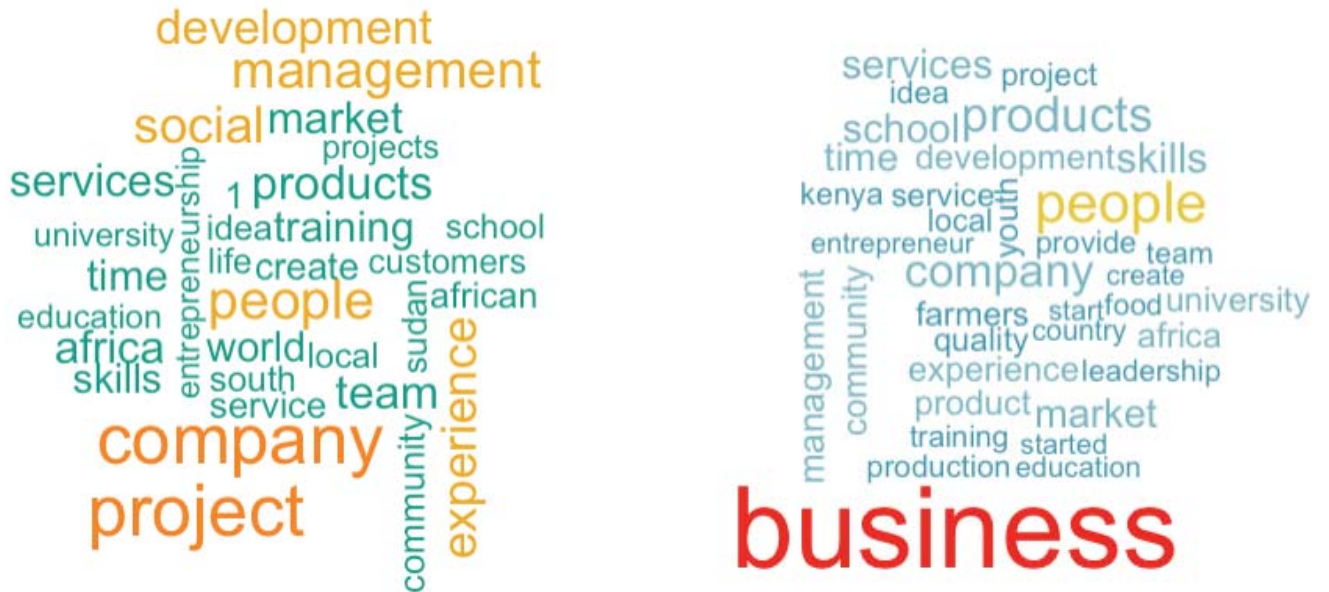 development
management
social market
projects
services
entrepreneurship
1 products
university
idea training
school
time
life create customers
people
sudan
african
education
africa
world local
experience
skills
south
service
team
company
community
project
services project
idea
school products
time development skills
kenya service
youth
people
local
entrepreneur
provide team
company create
management
community
farmers start food university
quality country africa
experience leadership
product market
training started
production education
business